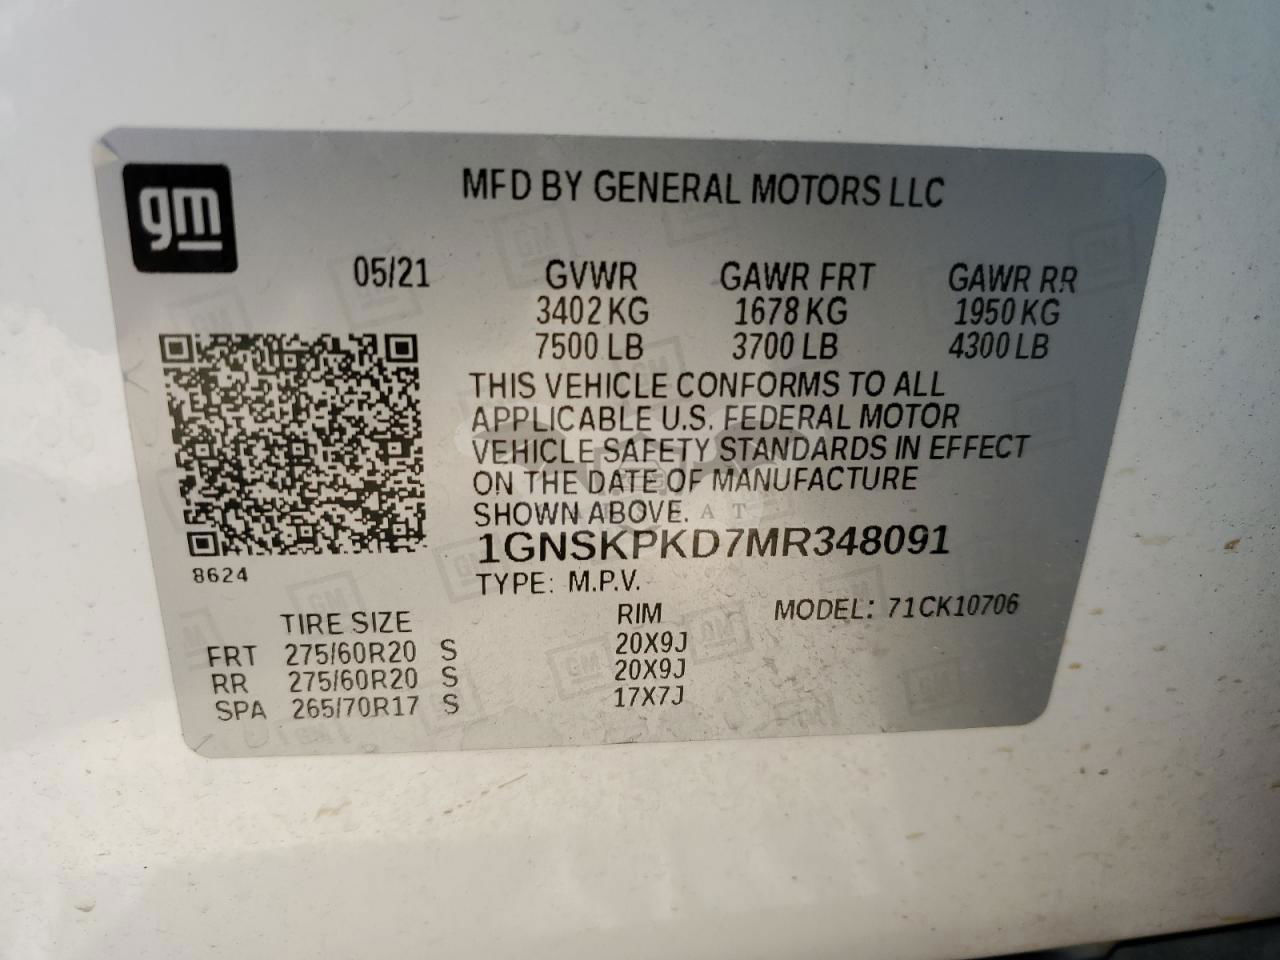 gm
MFD BY GENERAL MOTORS LLC
05/21 GVWR GAWR FRT GAWR RR
3402 KG 1678 KG 1950 KG
7500 LB 3700 LB 4300 LB
THIS VEHICLE CONFORMS TO ALL
APPLICABLE U.S. FEDERAL MOTOR
VEHICLE SAFETY STANDARDS IN EFFECT
ON THE DATE OF MANUFACTURE
SHOWN ABOVE.
1GNSKPKD7MR348091
8624
TYPE: M.P.V.
TIRE SIZE RIM MODEL: 71CK10706
FRT 275/60R20 S 20X9J
RR 275/60R20 S 20X9J
SPA 265/70R17 S 17X7J